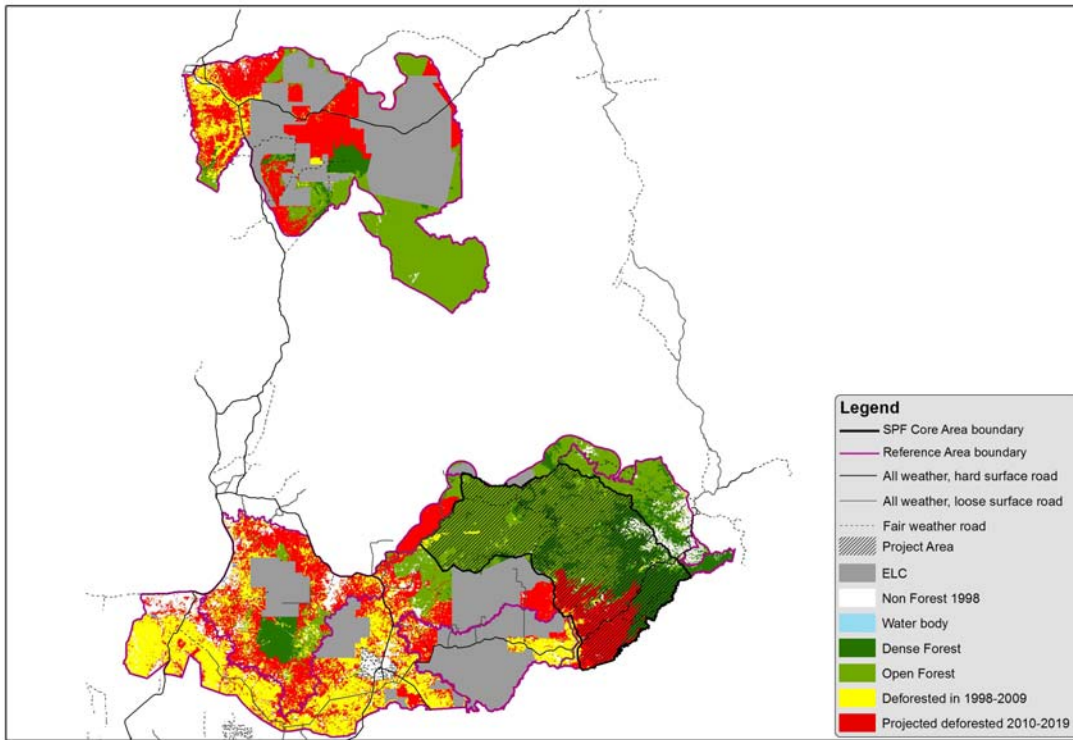 Legend
SPF Core Area boundary
Reference Area boundary
All weather, hard surface road
All weather, loose surface road
Fair weather road
Project Area
ELC
Non Forest 1998
Water body
Dense Forest
Open Forest
Deforested in 1998-2009
Projected deforested 2010-2019